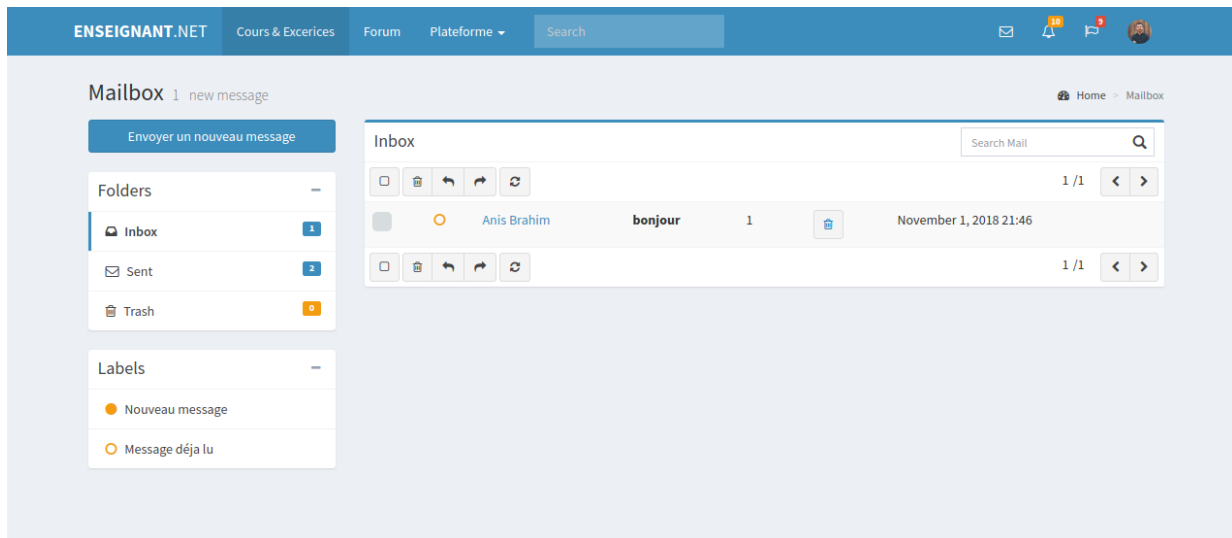 ENSEIGNANT.NET Cours & Excerices Forum Plateforme Search 10 9
Mailbox 1 new message
Home > Mailbox
Envoyer un nouveau message
Folders
Inbox 1
Sent 2
Trash 0
Labels
Nouveau message
Message déja lu
Inbox Search Mail
1 /1
Anis Brahim bonjour 1 November 1, 2018 21:46
1 /1